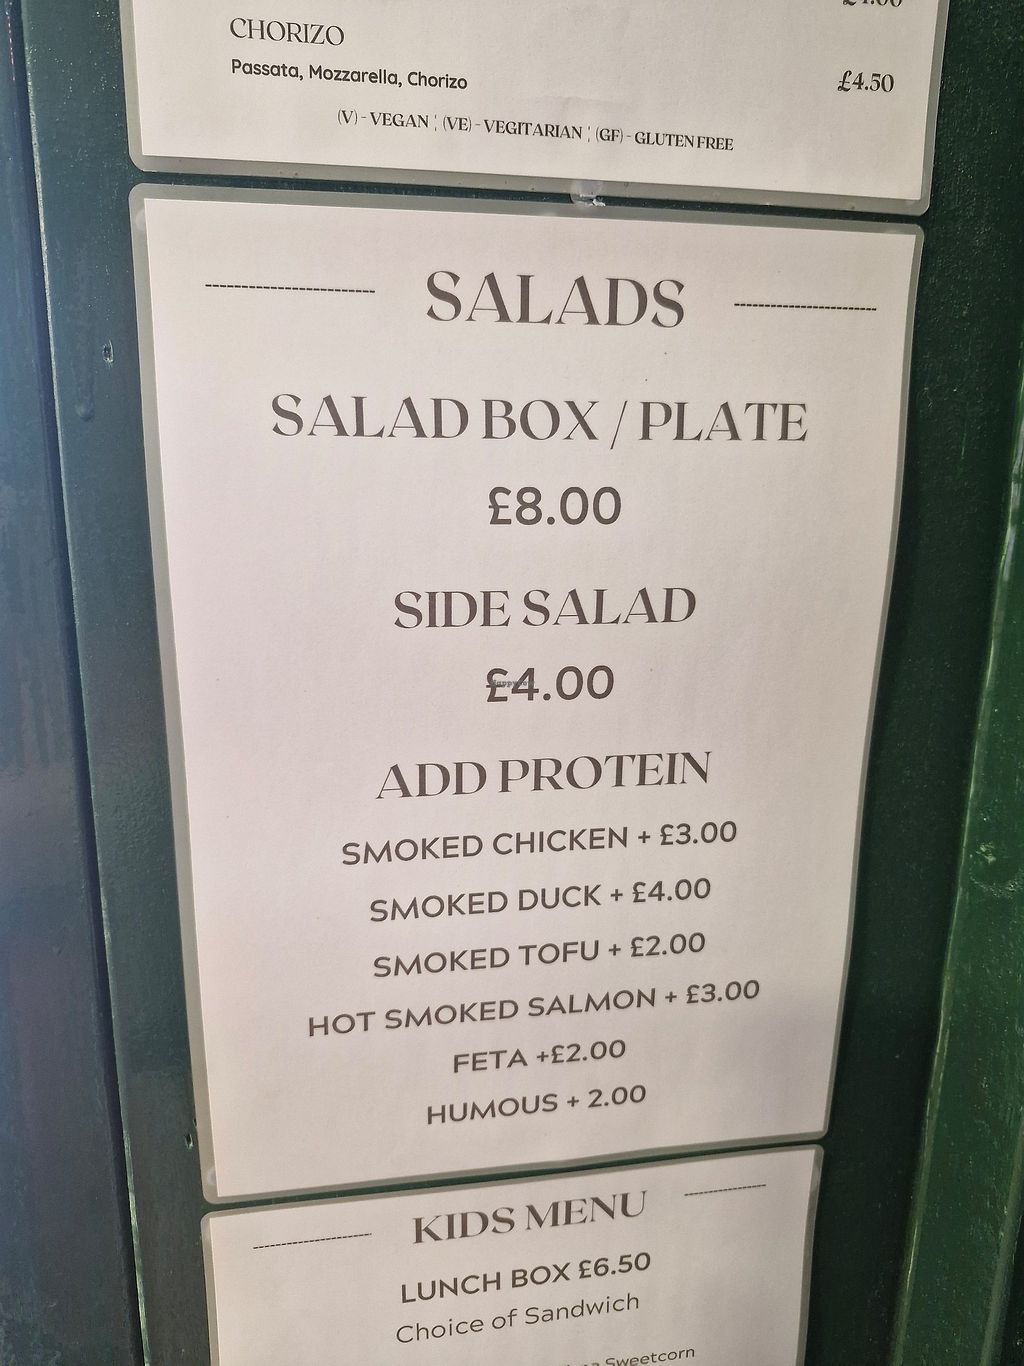 CHORIZO
Passata, Mozzarella, Chorizo £4.50
(V) - VEGAN ¦ (VE) - VEGITARIAN ¦ (GF) - GLUTEN FREE
SALADS
SALAD BOX / PLATE
£8.00
SIDE SALAD
£4.00
ADD PROTEIN
SMOKED CHICKEN + £3.00
SMOKED DUCK + £4.00
SMOKED TOFU + £2.00
HOT SMOKED SALMON + £3.00
FETA +£2.00
HUMOUS + 2.00
KIDS MENU
LUNCH BOX £6.50
Choice of Sandwich
Sweetcorn